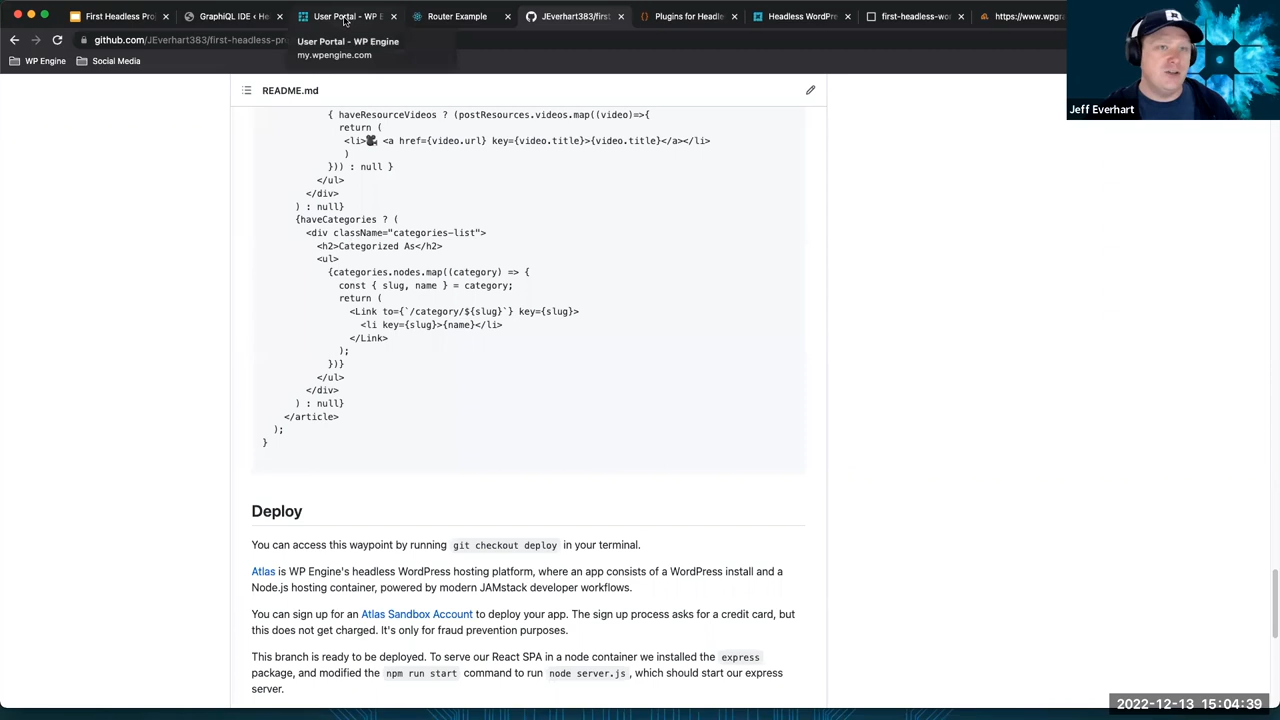 First Headless Pro
GraphiQL IDE ‹ He
User Portal - WP E
Router Example
JEverhart383/first
Plugins for Headle
Headless WordPre
first-headless-wor
https://www.wpgra
github.com/JEverhart383/first-headless-pr
User Portal - WP Engine
my.wpengine.com
WP Engine
Social Media
Jeff Everhart
README.md
{ haveResourceVideos ? (postResources.videos.map((video)=>{
return (
<li>🎥 <a href={video.url} key={video.title}>{video.title}</a></li>
)
})) : null }
</ul>
</div>
) : null}
{haveCategories ? (
<div className="categories-list">
<h2>Categorized As</h2>
<ul>
{categories.nodes.map((category) => {
const { slug, name } = category;
return (
<Link to={`/category/${slug}`} key={slug}>
<li key={slug}>{name}</li>
</Link>
);
})}
</ul>
</div>
) : null}
</article>
);
}
Deploy
You can access this waypoint by running git checkout deploy in your terminal.
Atlas is WP Engine's headless WordPress hosting platform, where an app consists of a WordPress install and a
Node.js hosting container, powered by modern JAMstack developer workflows.
You can sign up for an Atlas Sandbox Account to deploy your app. The sign up process asks for a credit card, but
this does not get charged. It's only for fraud prevention purposes.
This branch is ready to be deployed. To serve our React SPA in a node container we installed the express
package, and modified the npm run start command to run node server.js, which should start our express
server.
2022-12-13 15:04:39